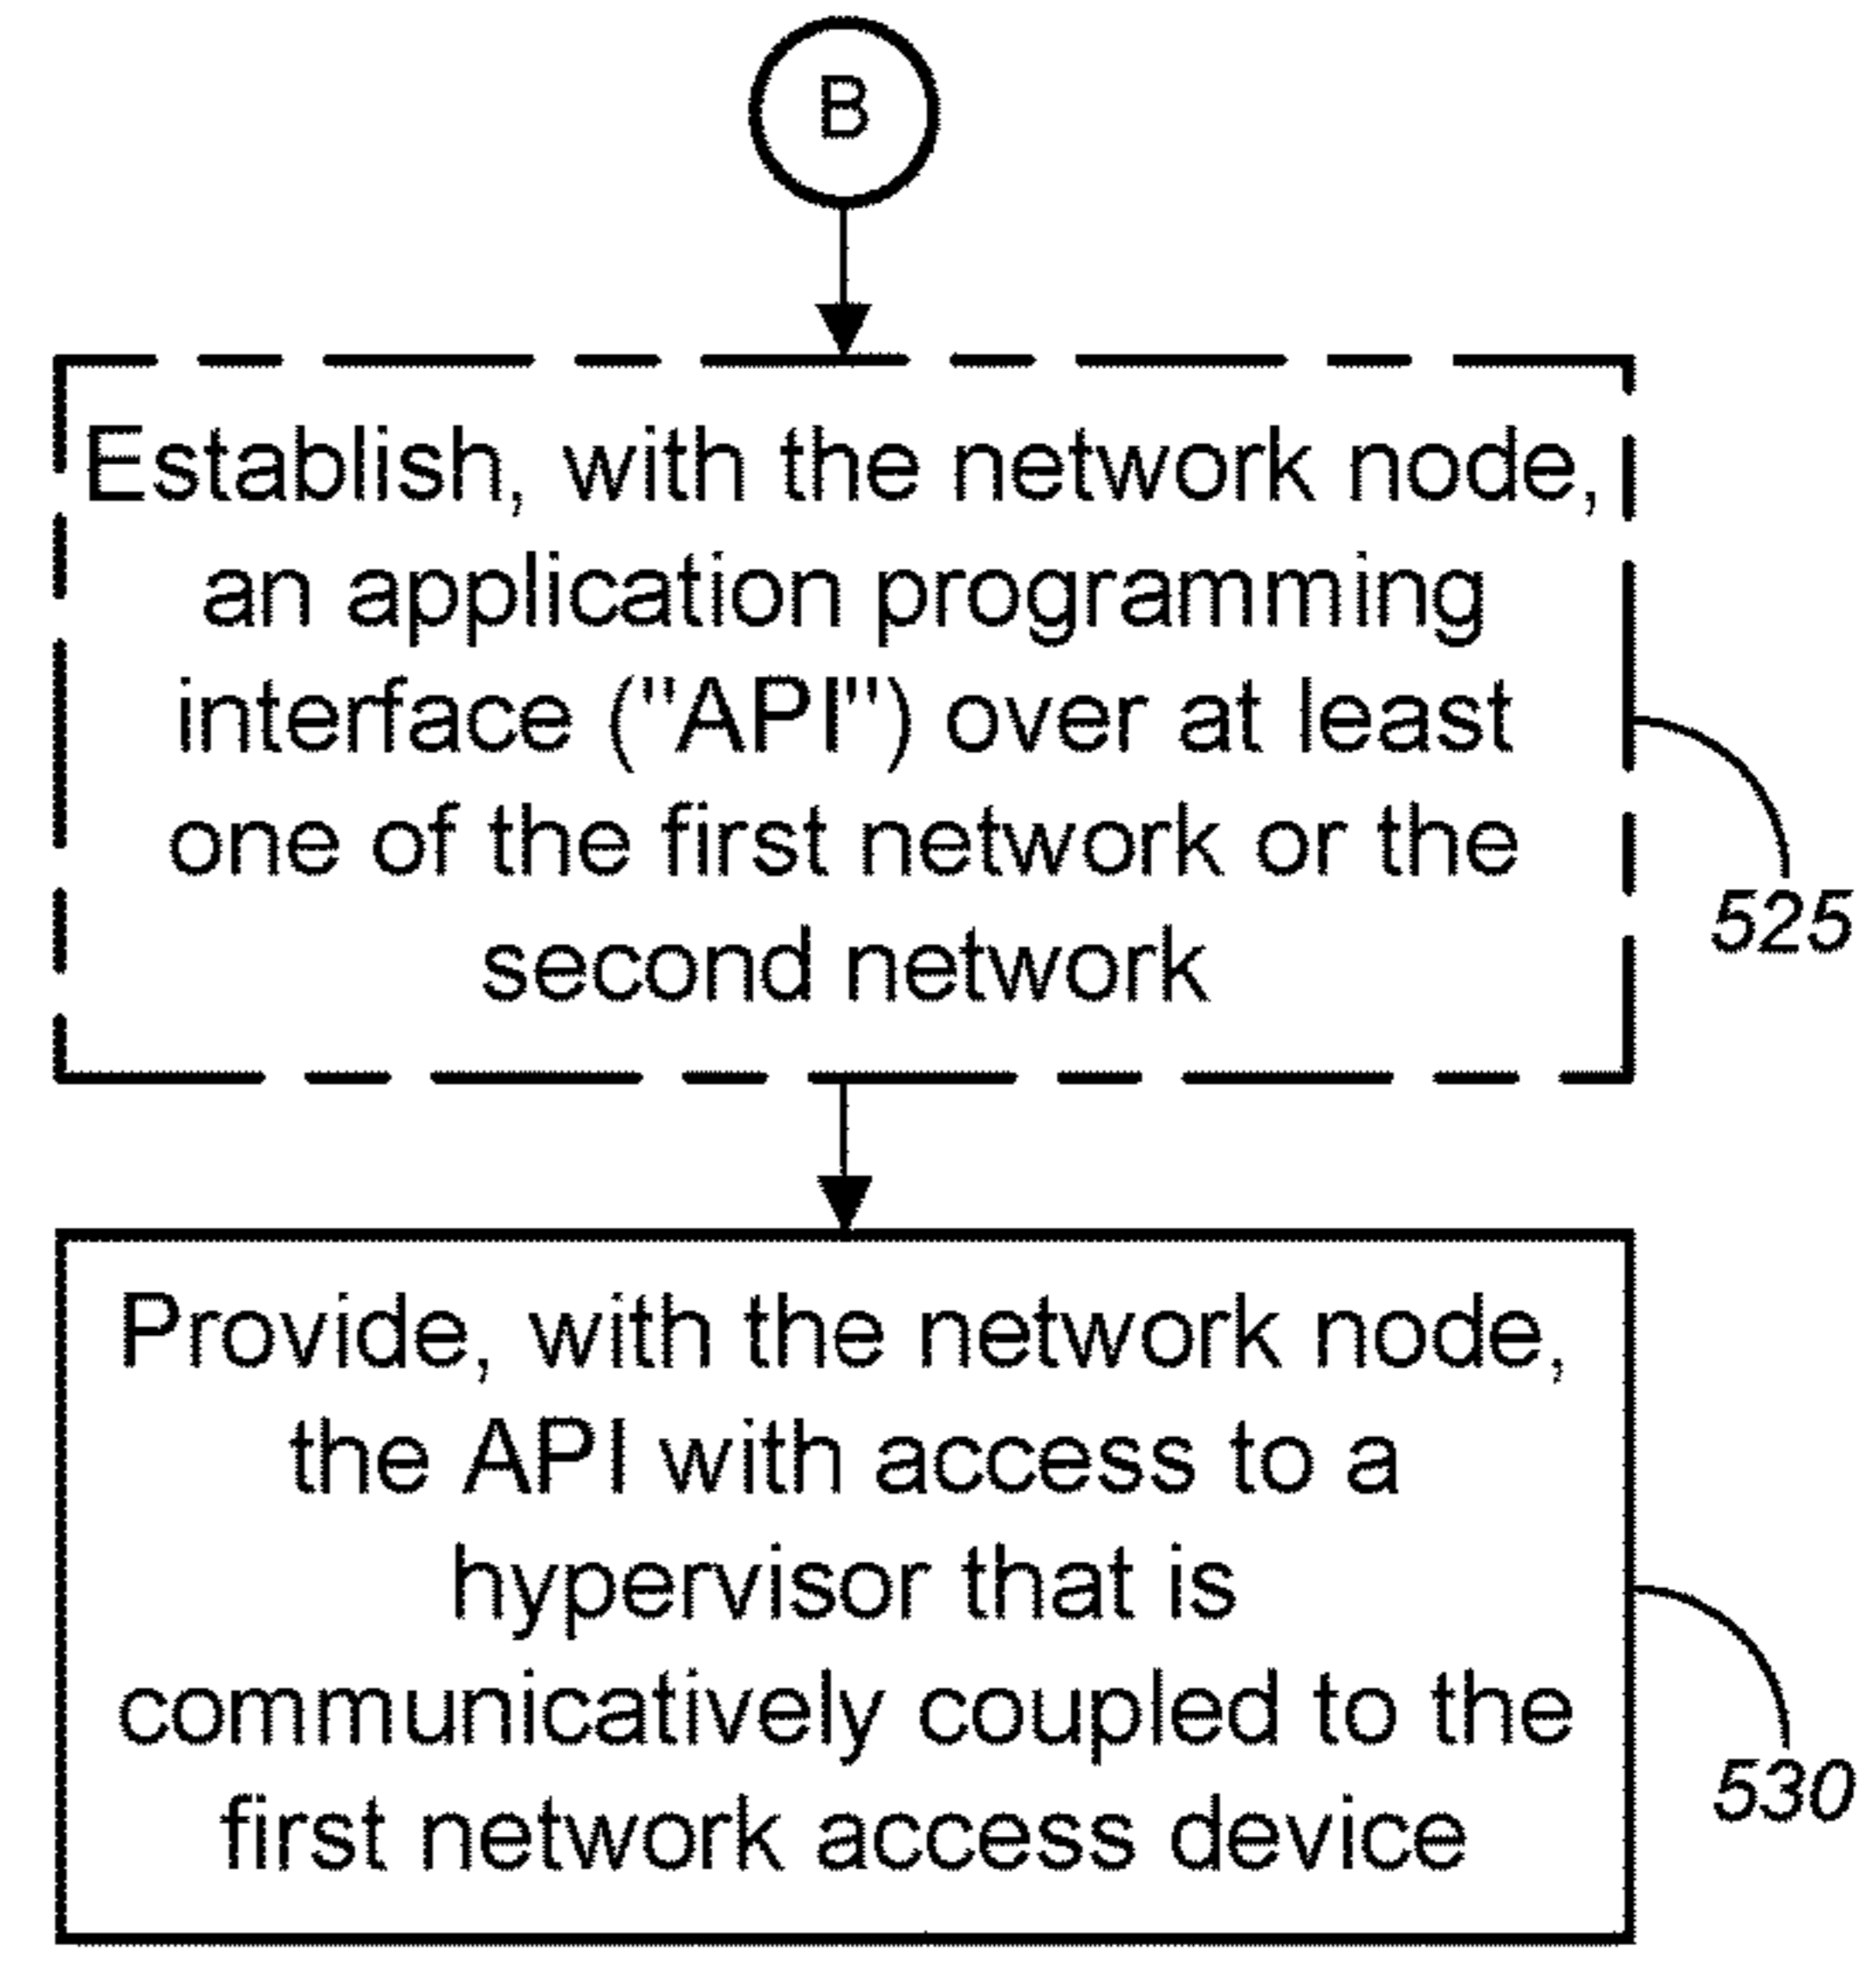 B
Establish, with the network node,
an application programming
interface ("API") over at least
one of the first network or the
second network
525
Provide, with the network node,
the API with access to a
hypervisor that is
communicatively coupled to the
first network access device
530